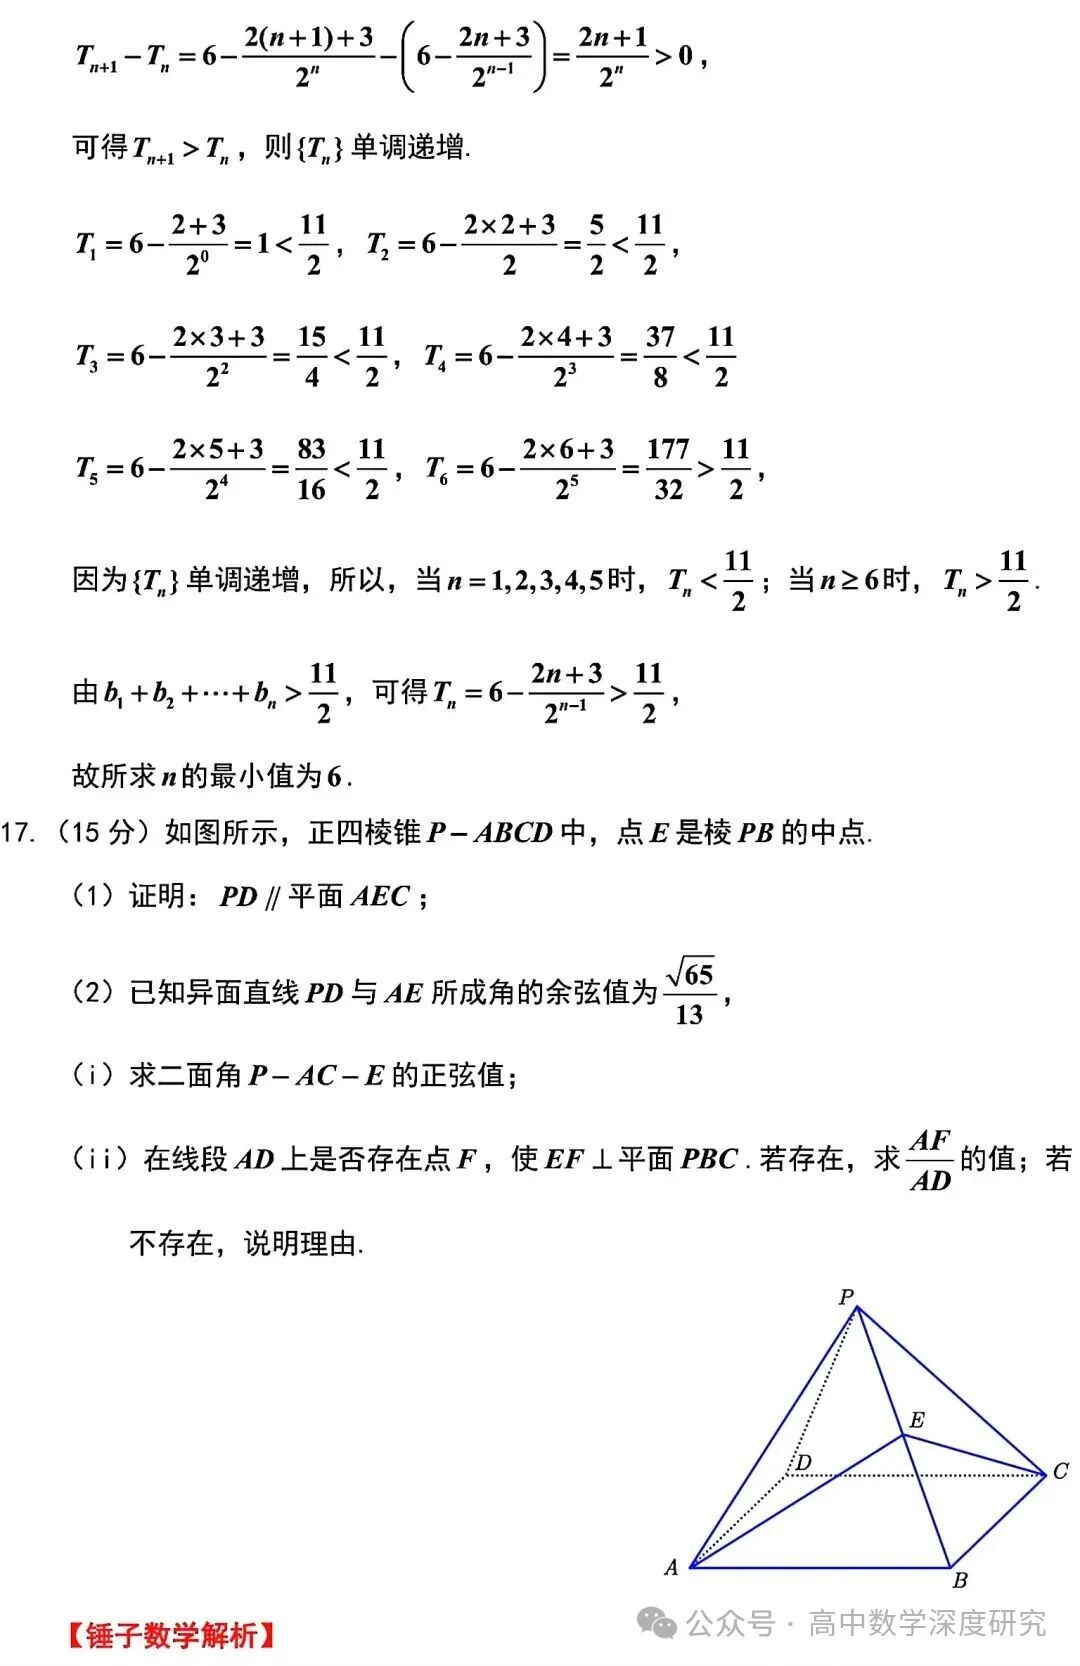 T_{n+1} − T_n = 6 − \frac{2(n+1)+3}{2^n} − (6 − \frac{2n+3}{2^{n−1}}) = \frac{2n+1}{2^n} > 0，
可得 T_{n+1} > T_n，则{T_n}单调递增.
T_1 = 6 − \frac{2+3}{2^0} = 1 < \frac{11}{2}，T_2 = 6 − \frac{2×2+3}{2} = \frac{5}{2} < \frac{11}{2}，
T_3 = 6 − \frac{2×3+3}{2^2} = \frac{15}{4} < \frac{11}{2}，T_4 = 6 − \frac{2×4+3}{2^3} = \frac{37}{8} < \frac{11}{2}
T_5 = 6 − \frac{2×5+3}{2^4} = \frac{83}{16} < \frac{11}{2}，T_6 = 6 − \frac{2×6+3}{2^5} = \frac{177}{32} > \frac{11}{2}，
因为{T_n}单调递增，所以，当 n = 1,2,3,4,5 时，T_n < \frac{11}{2}；当 n ≥ 6 时，T_n > \frac{11}{2}.
由 b_1 + b_2 + ⋯ + b_n > \frac{11}{2}，可得 T_n = 6 − \frac{2n+3}{2^{n−1}} > \frac{11}{2}，
故所求 n 的最小值为 6.
17.（15 分）如图所示，正四棱锥 P − ABCD 中，点 E 是棱 PB 的中点.
（1）证明：PD ∥ 平面 AEC；
（2）已知异面直线 PD 与 AE 所成角的余弦值为 \frac{\sqrt{65}}{13}，
（i）求二面角 P − AC − E 的正弦值；
（ii）在线段 AD 上是否存在点 F，使 EF ⊥ 平面 PBC. 若存在，求 \frac{AF}{AD} 的值；若
不存在，说明理由.
P
E
D
C
A
B
【锤子数学解析】
公众号 · 高中数学深度研究